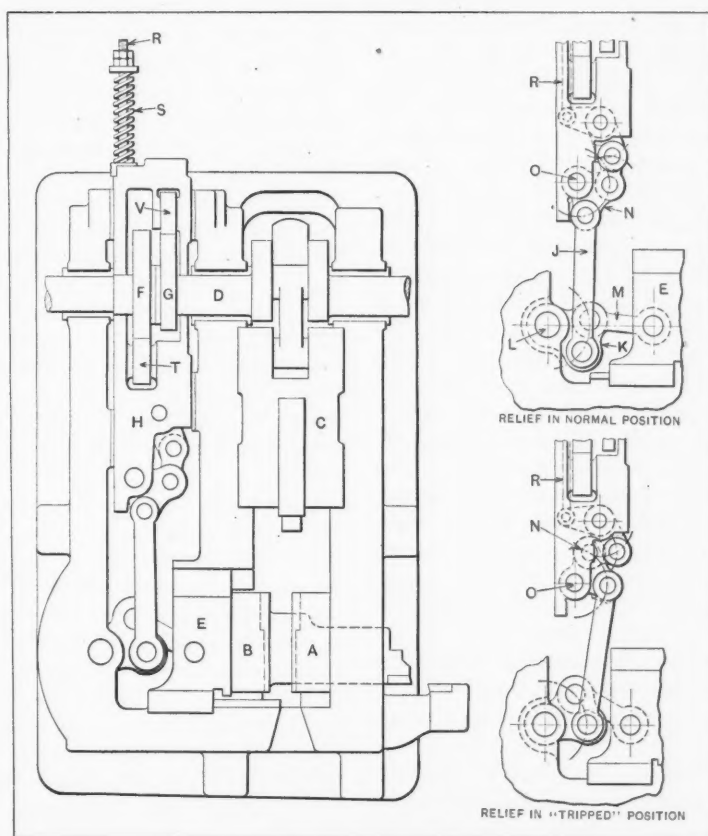 R
S
V
F
G
D
T
H
C
E
B
A
R
O
N
J
M
E
L
K
RELIEF IN NORMAL POSITION
R
N
O
RELIEF IN "TRIPPED" POSITION